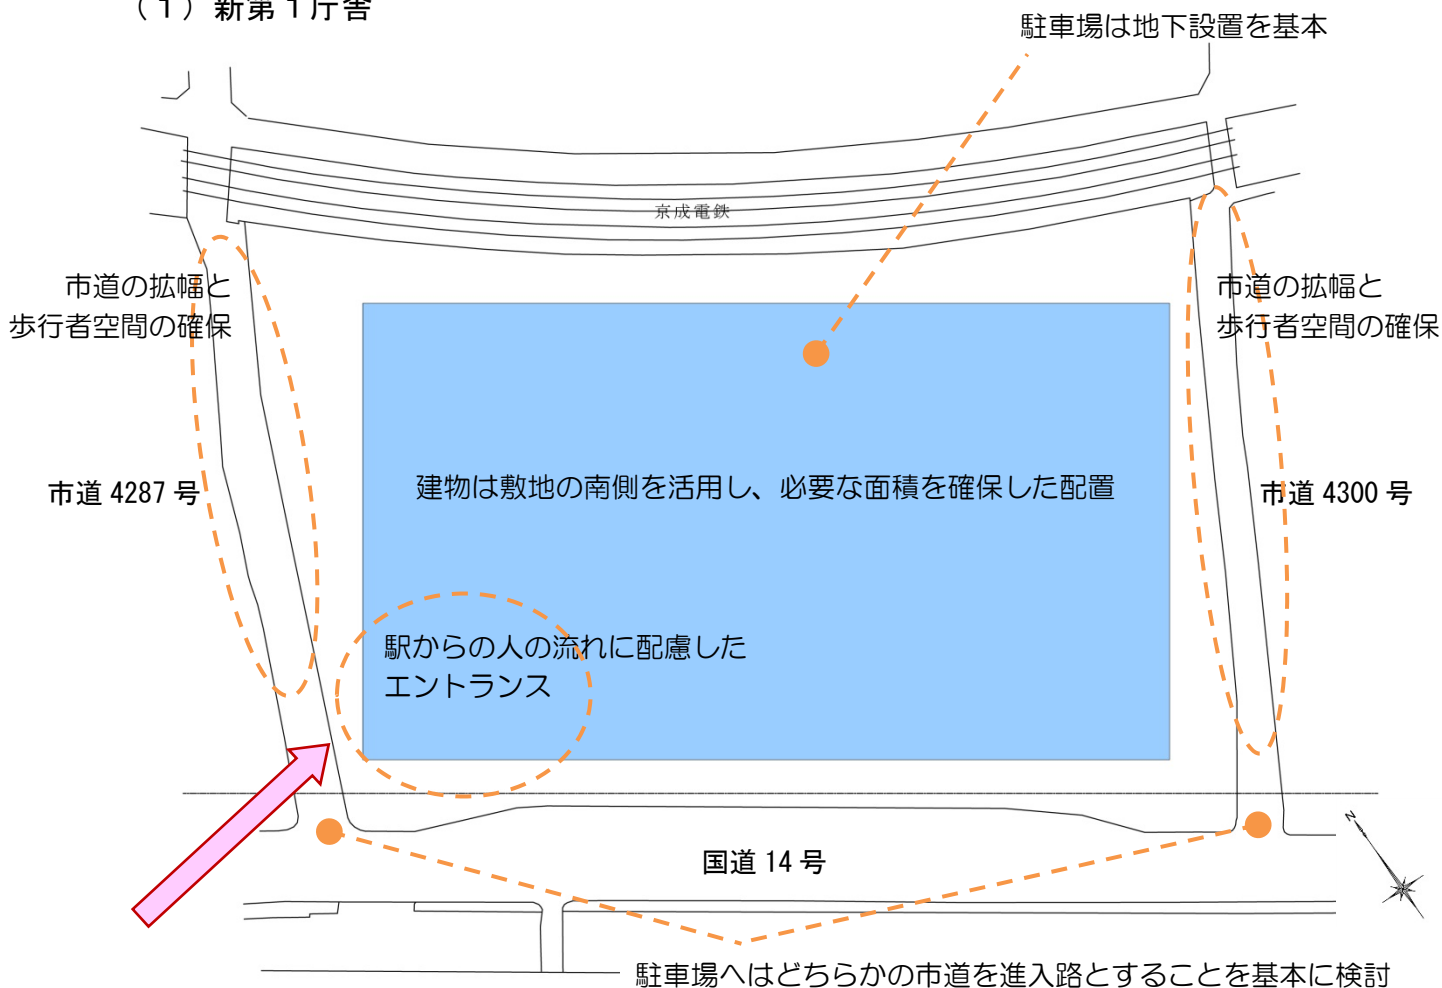 （１）新第１庁舎
駐車場は地下設置を基本
京成電鉄
市道の拡幅と
歩行者空間の確保
市道の拡幅と
歩行者空間の確保
市道 4287 号
建物は敷地の南側を活用し、必要な面積を確保した配置
市道 4300 号
駅からの人の流れに配慮した
エントランス
N
国道 14 号
駐車場へはどちらかの市道を進入路とすることを基本に検討